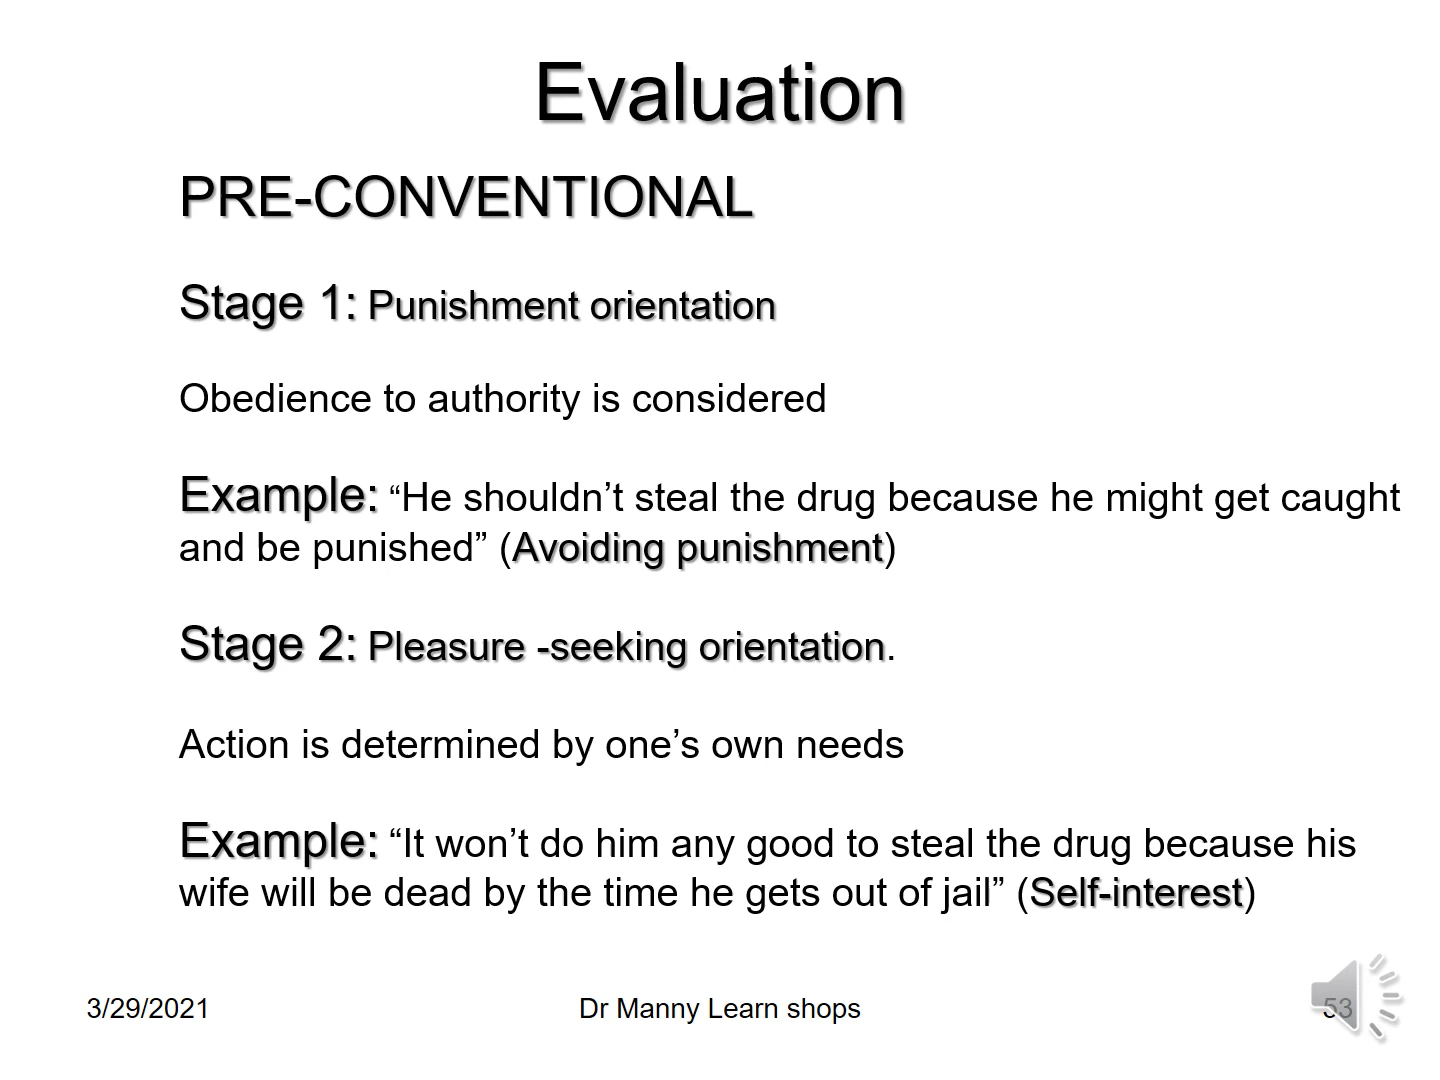 Evaluation
PRE-CONVENTIONAL
Stage 1: Punishment orientation
Obedience to authority is considered
Example: “He shouldn’t steal the drug because he might get caught
and be punished” (Avoiding punishment)
Stage 2: Pleasure -seeking orientation.
Action is determined by one’s own needs
Example: “It won’t do him any good to steal the drug because his
wife will be dead by the time he gets out of jail” (Self-interest)
3/29/2021
Dr Manny Learn shops
53